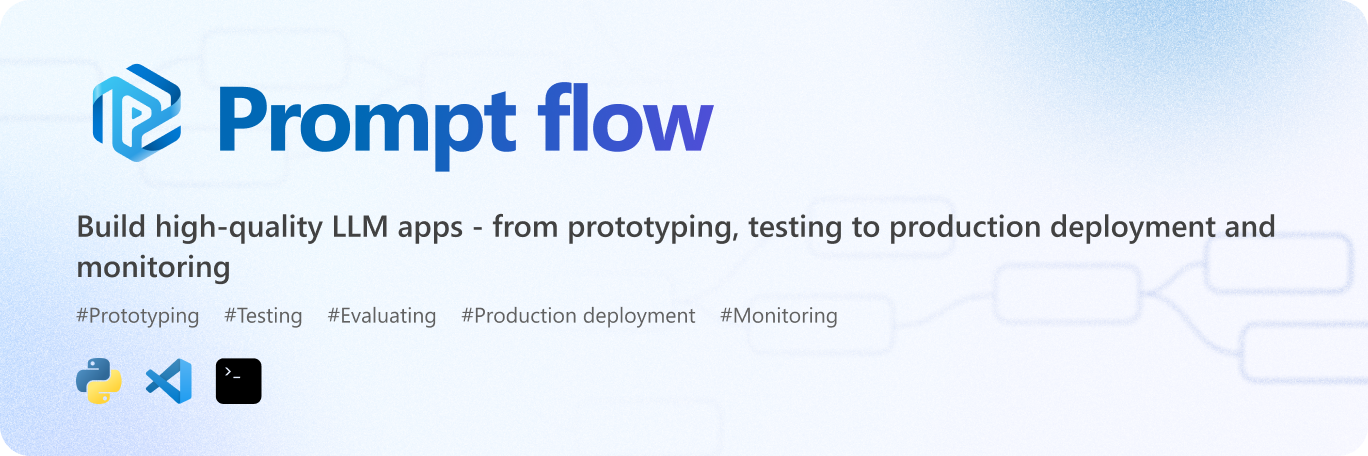 Prompt flow
Build high-quality LLM apps - from prototyping, testing to production deployment and
monitoring
#Prototyping #Testing #Evaluating #Production deployment #Monitoring
>_